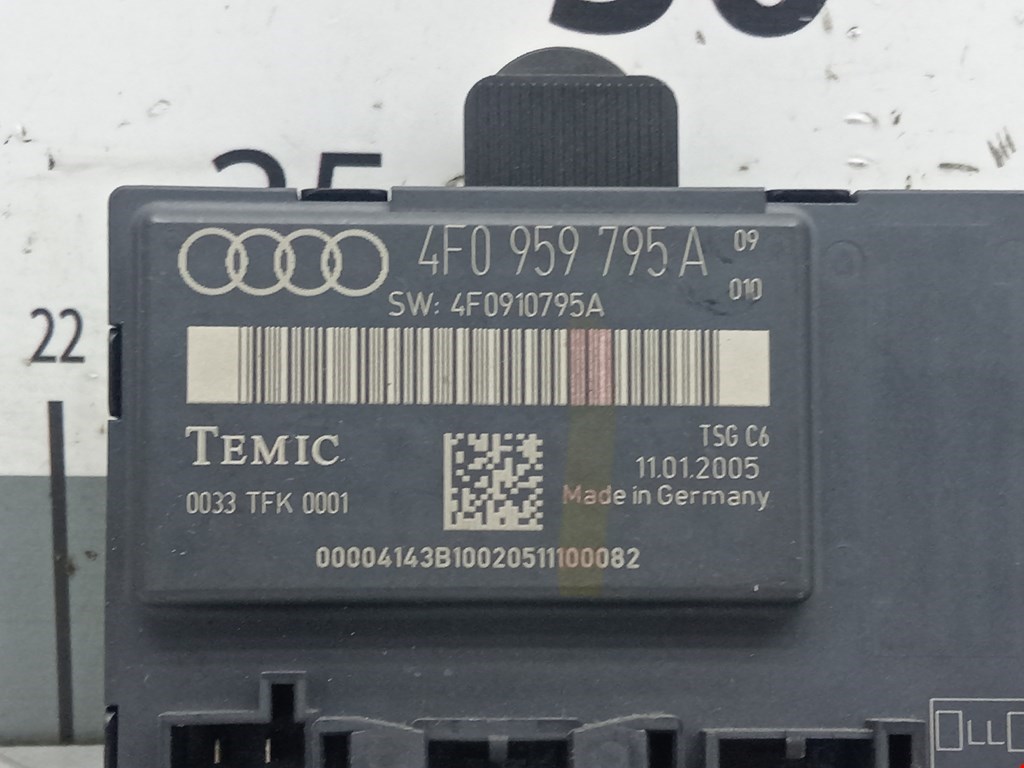 22
4F0 959 795 A 09
010
SW: 4F0910795A
TEMIC
TSG C6
11.01.2005
0033 TFK 0001
Made in Germany
00004143B10020511100082